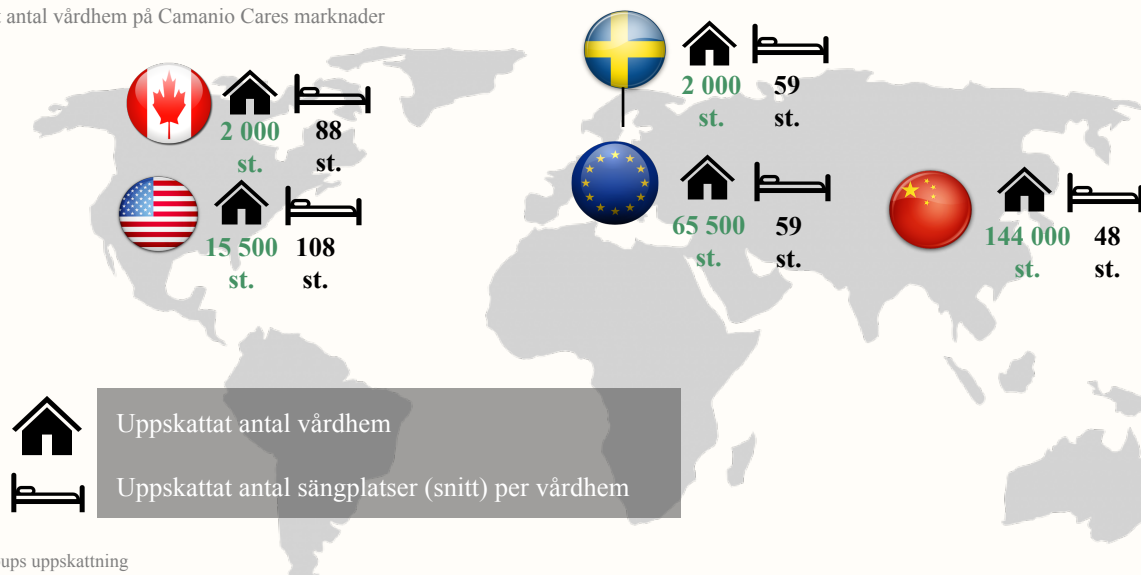 antal vårdhem på Camanio Cares marknader
2 000
st.
59
st.
2 000
st.
88
st.
15 500
st.
108
st.
65 500
st.
59
st.
144 000
st.
48
st.
Uppskattat antal vårdhem
Uppskattat antal sängplatser (snitt) per vårdhem
uppskattning